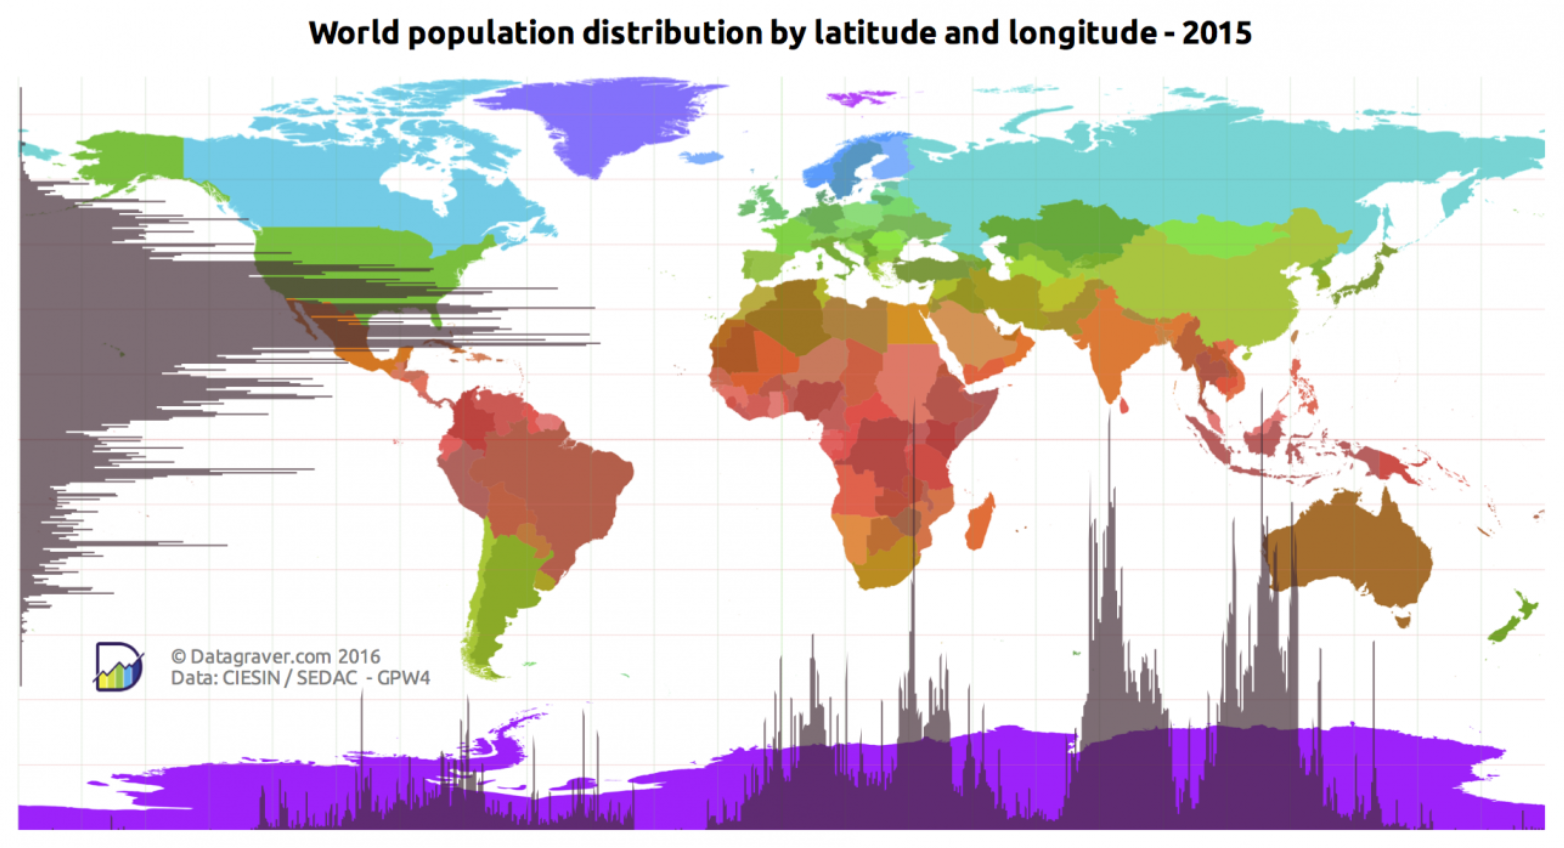 World population distribution by latitude and longitude - 2015
© Datagraver.com 2016
Data: CIESIN / SEDAC - GPW4